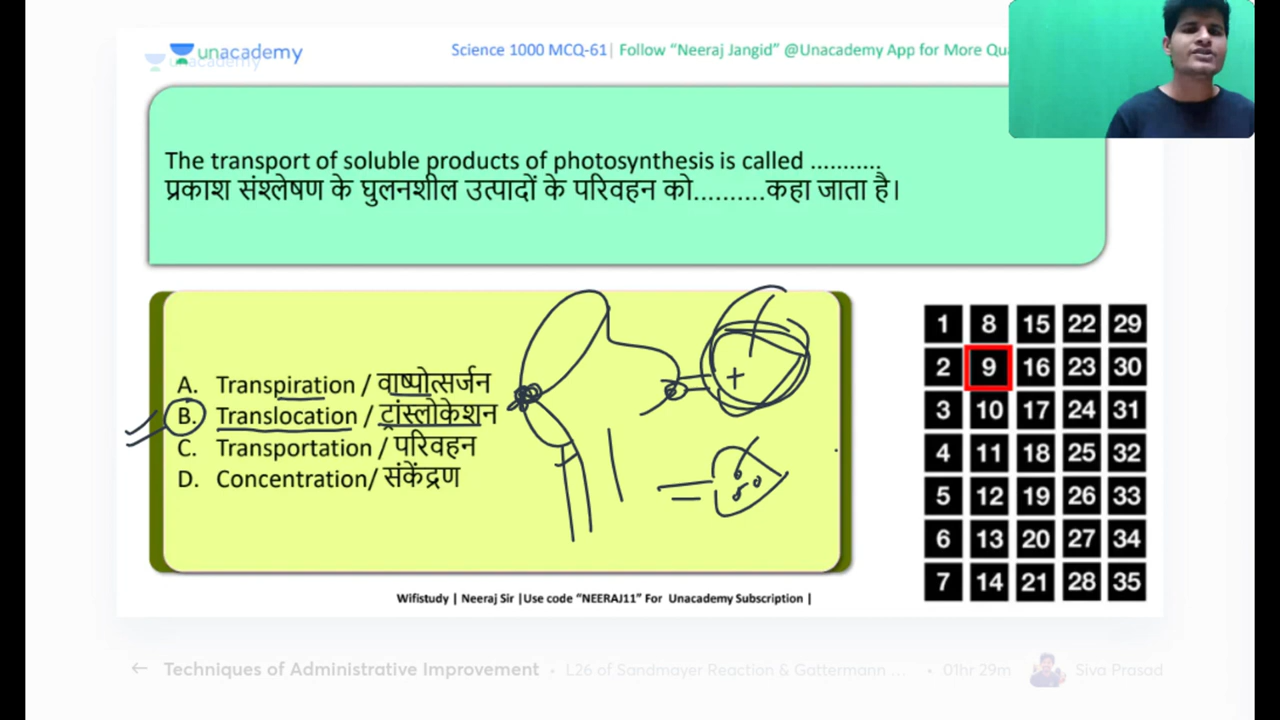 unacademy
unacademy
Science 1000 MCQ-61| Follow “Neeraj Jangid” @Unacademy App for More
The transport of soluble products of photosynthesis is called ...........
प्रकाश संश्लेषण के घुलनशील उत्पादों के परिवहन को..........कहा जाता है।
A. Transpiration / वाष्पोत्सर्जन
B. Translocation / ट्रांस्लोकेशन
C. Transportation / परिवहन
D. Concentration/ संकेंद्रण
1 8 15 22 29
2 9 16 23 30
3 10 17 24 31
4 11 18 25 32
5 12 19 26 33
6 13 20 27 34
7 14 21 28 35
Wifistudy | Neeraj Sir |Use code “NEERAJ11” For Unacademy Subscription |
← Techniques of Administrative Improvement • L26 of Sandmayer Reaction & Gattermann ... • 01hr 29m Siva Prasad